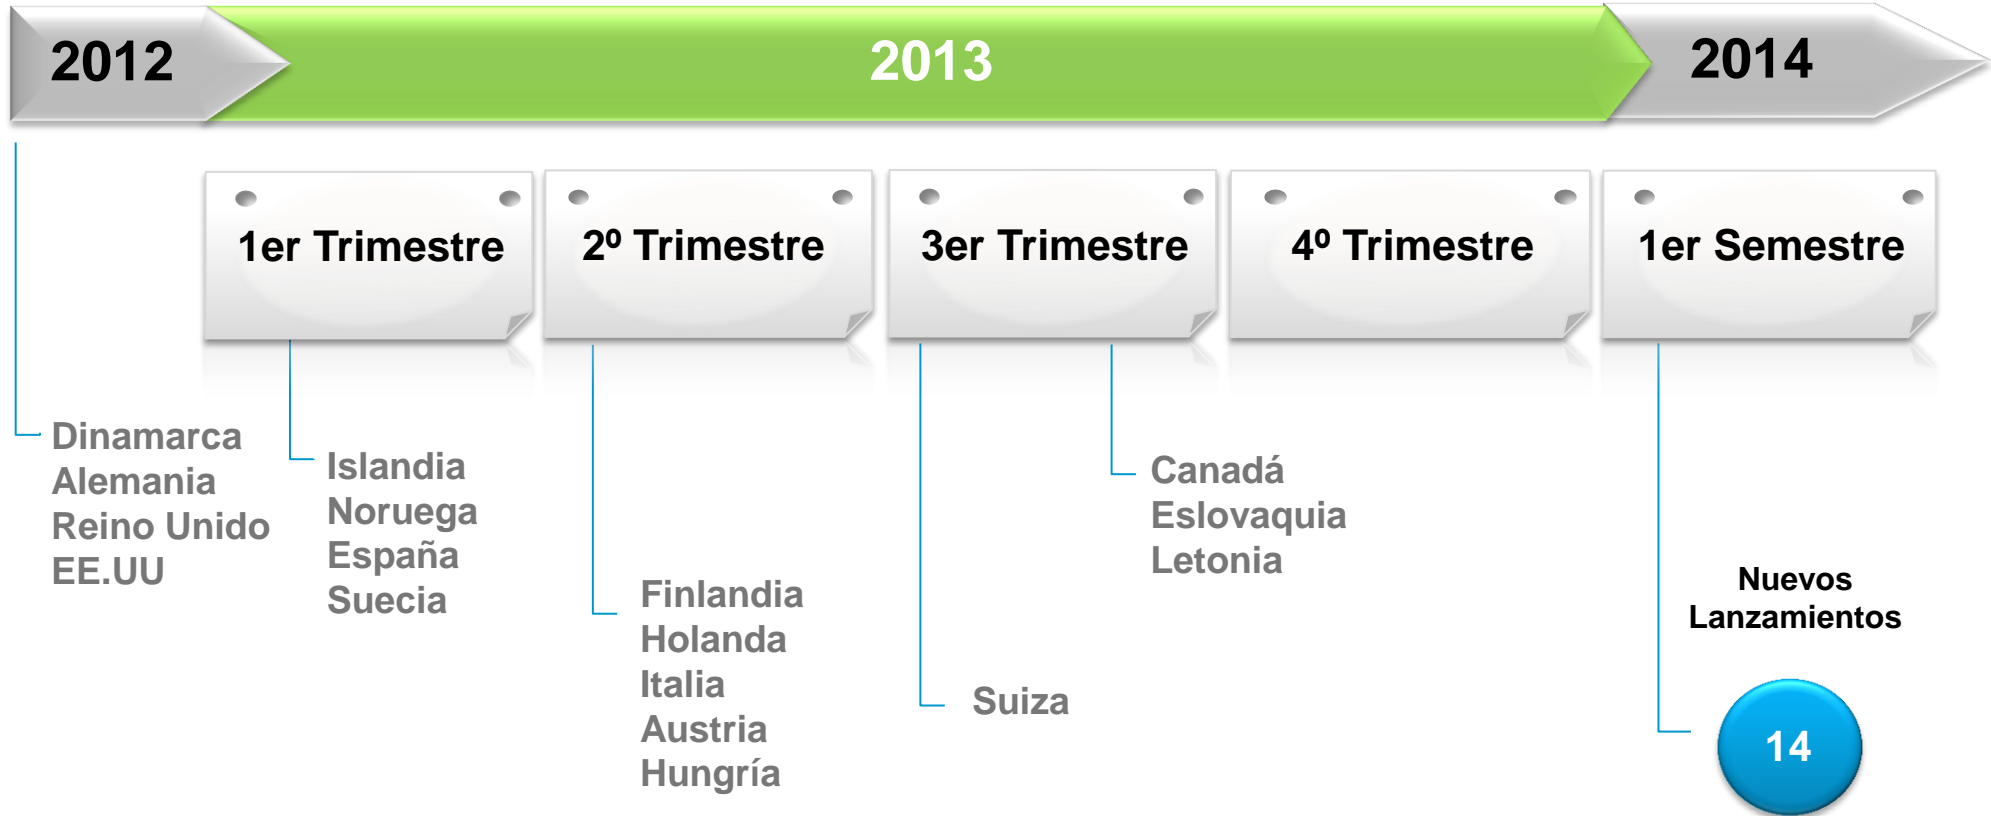 2012
2013
2014
1er Trimestre
2º Trimestre
3er Trimestre
4º Trimestre
1er Semestre
Dinamarca
Alemania
Reino Unido
EE.UU
Islandia
Noruega
España
Suecia
Finlandia
Holanda
Italia
Austria
Hungría
Suiza
Canadá
Eslovaquia
Letonia
Nuevos
Lanzamientos
14